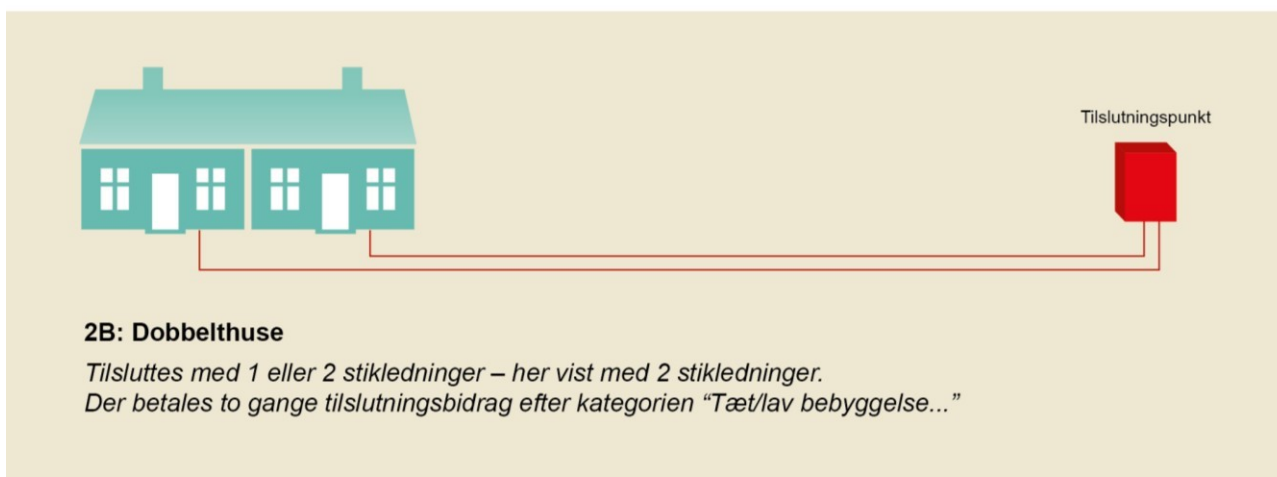 Tilslutningspunkt
2B: Dobbelthuse
Tilsluttes med 1 eller 2 stikledninger – her vist med 2 stikledninger.
Der betales to gange tilslutningsbidrag efter kategorien “Tæt/lav bebyggelse...”